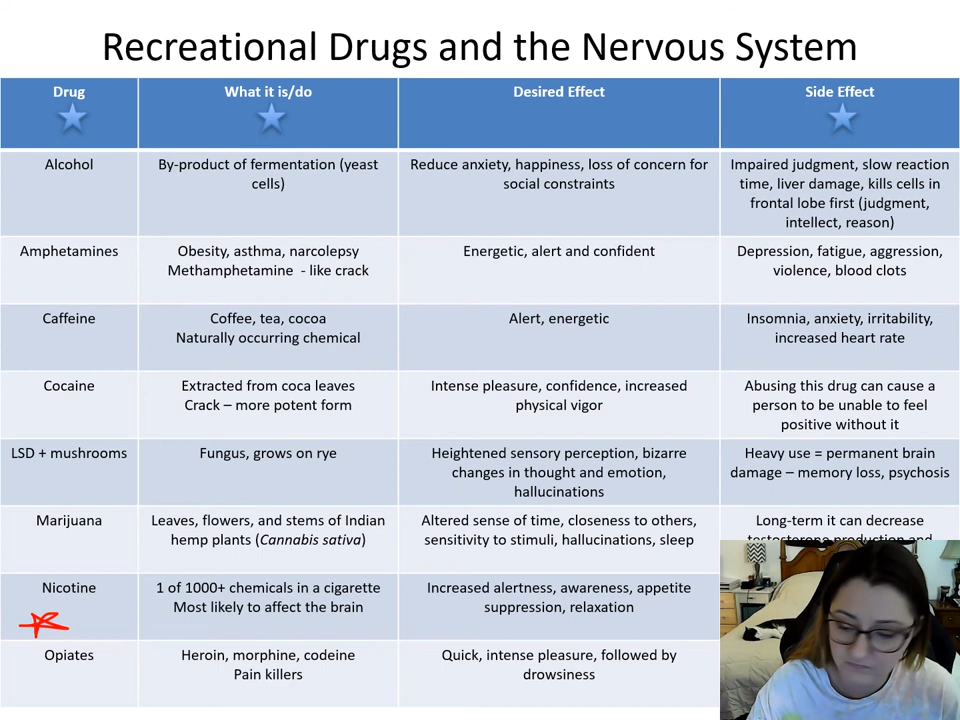 Recreational Drugs and the Nervous System
Drug
What it is/do
Desired Effect
Side Effect
Alcohol
By-product of fermentation (yeast
cells)
Reduce anxiety, happiness, loss of concern for
social constraints
Impaired judgment, slow reaction
time, liver damage, kills cells in
frontal lobe first (judgment,
intellect, reason)
Amphetamines
Obesity, asthma, narcolepsy
Methamphetamine - like crack
Energetic, alert and confident
Depression, fatigue, aggression,
violence, blood clots
Caffeine
Coffee, tea, cocoa
Naturally occurring chemical
Alert, energetic
Insomnia, anxiety, irritability,
increased heart rate
Cocaine
Extracted from coca leaves
Crack – more potent form
Intense pleasure, confidence, increased
physical vigor
Abusing this drug can cause a
person to be unable to feel
positive without it
LSD + mushrooms
Fungus, grows on rye
Heightened sensory perception, bizarre
changes in thought and emotion,
hallucinations
Heavy use = permanent brain
damage – memory loss, psychosis
Marijuana
Leaves, flowers, and stems of Indian
hemp plants (Cannabis sativa)
Altered sense of time, closeness to others,
sensitivity to stimuli, hallucinations, sleep
Long-term it can decrease
testosterone production and
Nicotine
1 of 1000+ chemicals in a cigarette
Most likely to affect the brain
Increased alertness, awareness, appetite
suppression, relaxation
Opiates
Heroin, morphine, codeine
Pain killers
Quick, intense pleasure, followed by
drowsiness